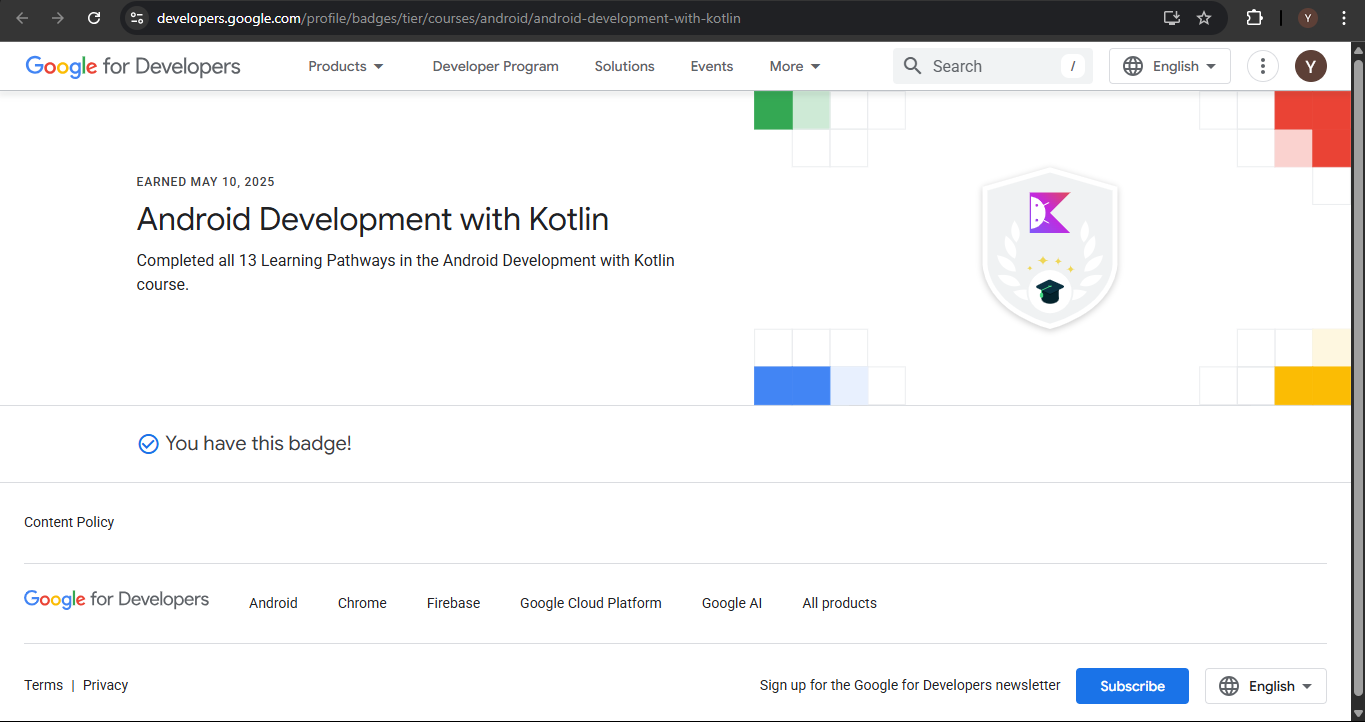 developers.google.com/profile/badges/tier/courses/android/android-development-with-kotlin
Y
Google for Developers
Products
Developer Program
Solutions
Events
More
Search
/
English
Y
EARNED MAY 10, 2025
Android Development with Kotlin
Completed all 13 Learning Pathways in the Android Development with Kotlin
course.
You have this badge!
Content Policy
Google for Developers
Android
Chrome
Firebase
Google Cloud Platform
Google AI
All products
Terms | Privacy
Sign up for the Google for Developers newsletter
Subscribe
English